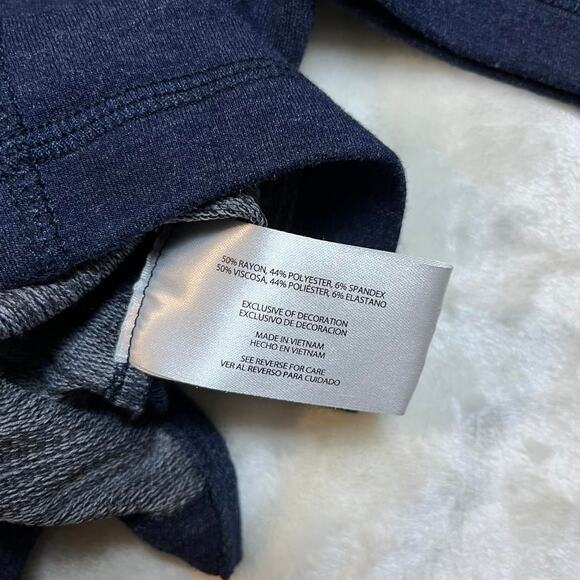 50% RAYON, 44% POLYESTER, 6% SPANDEX
50% VISCOSA, 44% POLIÉSTER, 6% ELASTANO
EXCLUSIVE OF DECORATION
EXCLUSIVO DE DECORACION
MADE IN VIETNAM
HECHO EN VIETNAM
SEE REVERSE FOR CARE
VER AL REVERSO PARA CUIDADO